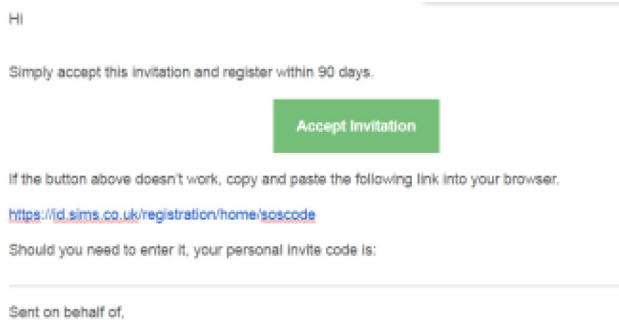 Hi
Simply accept this invitation and register within 90 days.
Accept Invitation
If the button above doesn't work, copy and paste the following link into your browser.
https://id.sims.co.uk/registration/home/soscode
Should you need to enter it, your personal invite code is:
Sent on behalf of,